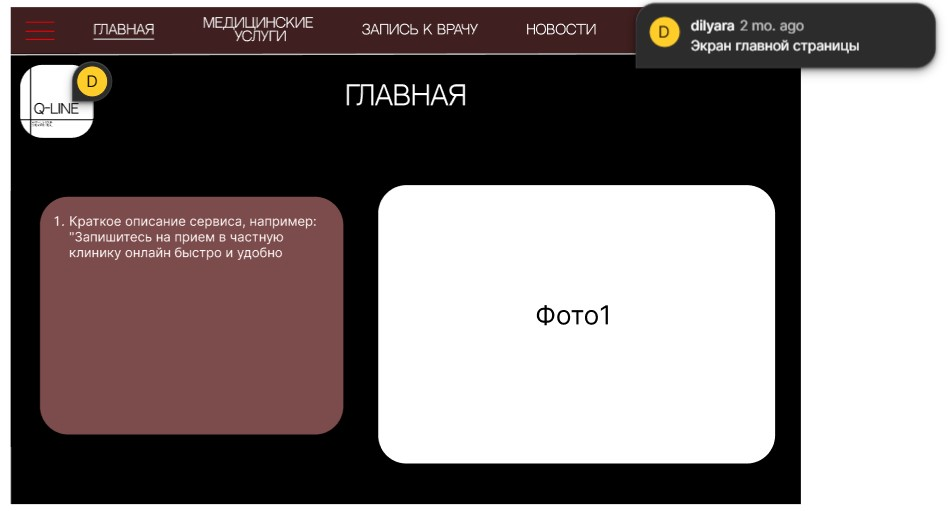 ГЛАВНАЯ
МЕДИЦИНСКИЕ
УСЛУГИ
ЗАПИСЬ К ВРАЧУ
НОВОСТИ
D
dilyara 2 mo. ago
Экран главной страницы
D
Q-LINE
ГЛАВНАЯ
1. Краткое описание сервиса, например:
"Запишитесь на прием в частную
клинику онлайн быстро и удобно
Фото1